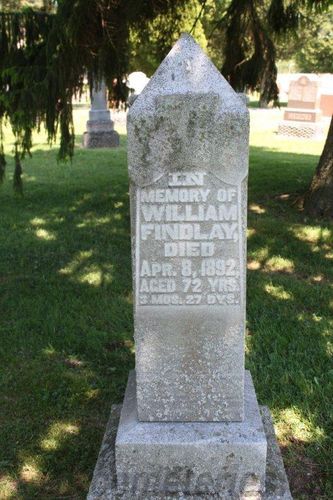 IN
MEMORY OF
WILLIAM
FINDLAY
DIED
APR. 8, 1892.
AGED 72 YRS.
3 MOS. 27 DYS.